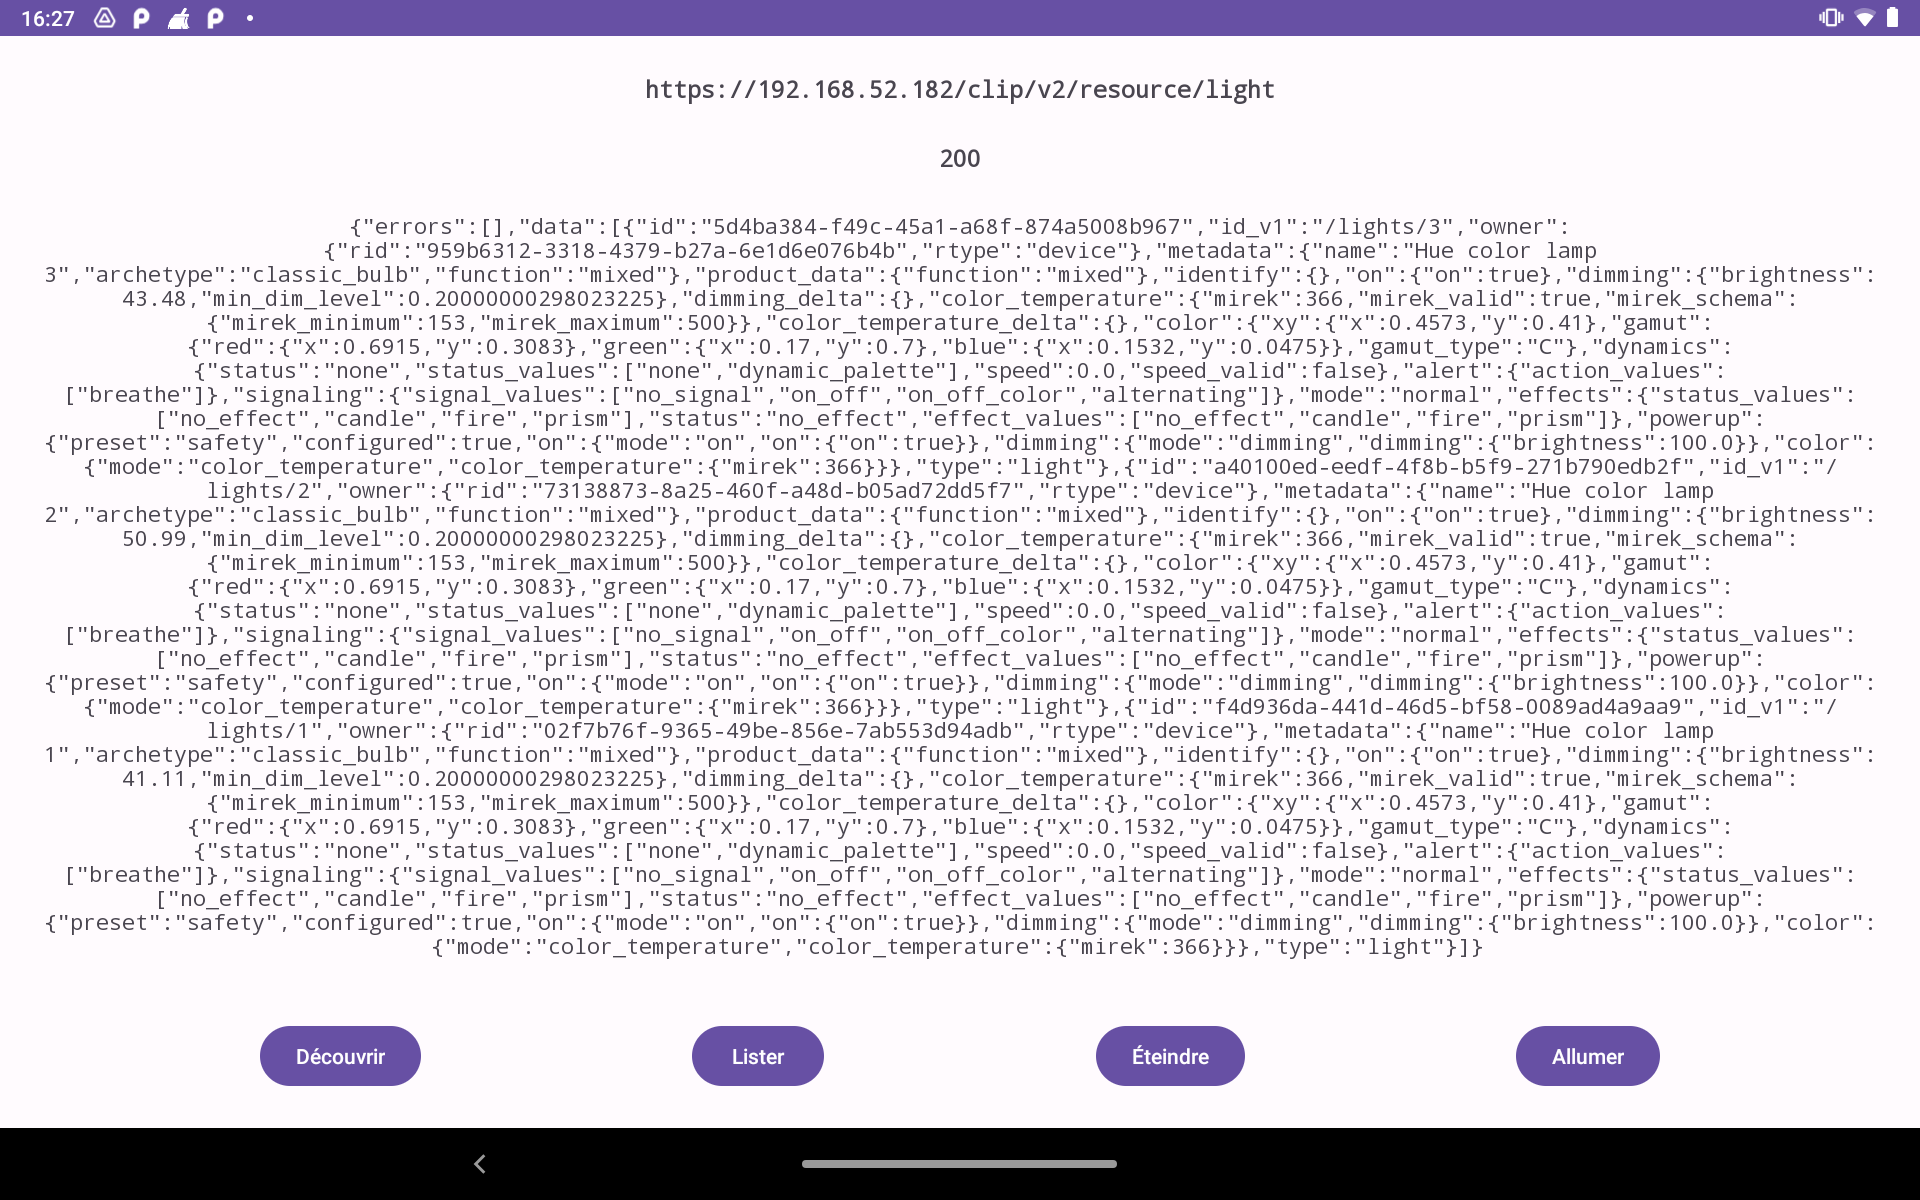 16:27
https://192.168.52.182/clip/v2/resource/light
200
{"errors":[],"data":[{"id":"5d4ba384-f49c-45a1-a68f-874a5008b967","id_v1":"/lights/3","owner":
{"rid":"959b6312-3318-4379-b27a-6e1d6e076b4b","rtype":"device"},"metadata":{"name":"Hue color lamp
3","archetype":"classic_bulb","function":"mixed"},"product_data":{"function":"mixed"},"identify":{},"on":{"on":true},"dimming":{"brightness":
43.48,"min_dim_level":0.20000000298023225},"dimming_delta":{},"color_temperature":{"mirek":366,"mirek_valid":true,"mirek_schema":
{"mirek_minimum":153,"mirek_maximum":500}},"color_temperature_delta":{},"color":{"xy":{"x":0.4573,"y":0.41},"gamut":
{"red":{"x":0.6915,"y":0.3083},"green":{"x":0.17,"y":0.7},"blue":{"x":0.1532,"y":0.0475}},"gamut_type":"C"},"dynamics":
{"status":"none","status_values":["none","dynamic_palette"],"speed":0.0,"speed_valid":false},"alert":{"action_values":
["breathe"]},"signaling":{"signal_values":["no_signal","on_off","on_off_color","alternating"]},"mode":"normal","effects":{"status_values":
["no_effect","candle","fire","prism"],"status":"no_effect","effect_values":["no_effect","candle","fire","prism"]},"powerup":
{"preset":"safety","configured":true,"on":{"mode":"on","on":{"on":true}},"dimming":{"mode":"dimming","dimming":{"brightness":100.0}},"color":
{"mode":"color_temperature","color_temperature":{"mirek":366}}},"type":"light"},{"id":"a40100ed-eedf-4f8b-b5f9-271b790edb2f","id_v1":"/
lights/2","owner":{"rid":"73138873-8a25-460f-a48d-b05ad72dd5f7","rtype":"device"},"metadata":{"name":"Hue color lamp
2","archetype":"classic_bulb","function":"mixed"},"product_data":{"function":"mixed"},"identify":{},"on":{"on":true},"dimming":{"brightness":
50.99,"min_dim_level":0.20000000298023225},"dimming_delta":{},"color_temperature":{"mirek":366,"mirek_valid":true,"mirek_schema":
{"mirek_minimum":153,"mirek_maximum":500}},"color_temperature_delta":{},"color":{"xy":{"x":0.4573,"y":0.41},"gamut":
{"red":{"x":0.6915,"y":0.3083},"green":{"x":0.17,"y":0.7},"blue":{"x":0.1532,"y":0.0475}},"gamut_type":"C"},"dynamics":
{"status":"none","status_values":["none","dynamic_palette"],"speed":0.0,"speed_valid":false},"alert":{"action_values":
["breathe"]},"signaling":{"signal_values":["no_signal","on_off","on_off_color","alternating"]},"mode":"normal","effects":{"status_values":
["no_effect","candle","fire","prism"],"status":"no_effect","effect_values":["no_effect","candle","fire","prism"]},"powerup":
{"preset":"safety","configured":true,"on":{"mode":"on","on":{"on":true}},"dimming":{"mode":"dimming","dimming":{"brightness":100.0}},"color":
{"mode":"color_temperature","color_temperature":{"mirek":366}}},"type":"light"},{"id":"f4d936da-441d-46d5-bf58-0089ad4a9aa9","id_v1":"/
lights/1","owner":{"rid":"02f7b76f-9365-49be-856e-7ab553d94adb","rtype":"device"},"metadata":{"name":"Hue color lamp
1","archetype":"classic_bulb","function":"mixed"},"product_data":{"function":"mixed"},"identify":{},"on":{"on":true},"dimming":{"brightness":
41.11,"min_dim_level":0.20000000298023225},"dimming_delta":{},"color_temperature":{"mirek":366,"mirek_valid":true,"mirek_schema":
{"mirek_minimum":153,"mirek_maximum":500}},"color_temperature_delta":{},"color":{"xy":{"x":0.4573,"y":0.41},"gamut":
{"red":{"x":0.6915,"y":0.3083},"green":{"x":0.17,"y":0.7},"blue":{"x":0.1532,"y":0.0475}},"gamut_type":"C"},"dynamics":
{"status":"none","status_values":["none","dynamic_palette"],"speed":0.0,"speed_valid":false},"alert":{"action_values":
["breathe"]},"signaling":{"signal_values":["no_signal","on_off","on_off_color","alternating"]},"mode":"normal","effects":{"status_values":
["no_effect","candle","fire","prism"],"status":"no_effect","effect_values":["no_effect","candle","fire","prism"]},"powerup":
{"preset":"safety","configured":true,"on":{"mode":"on","on":{"on":true}},"dimming":{"mode":"dimming","dimming":{"brightness":100.0}},"color":
{"mode":"color_temperature","color_temperature":{"mirek":366}}},"type":"light"}]}
Découvrir
Lister
Éteindre
Allumer